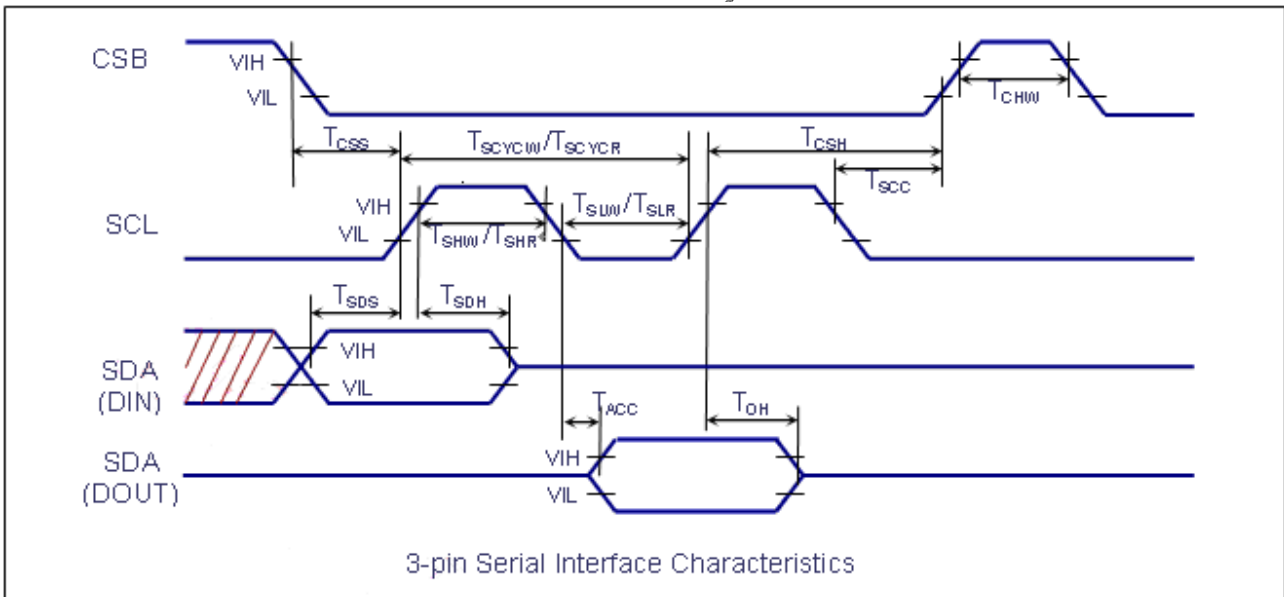 CSB
VIH
VIL
TCHW
TCSS
TSCYCW/TSCYCR
TCSH
TSCC
SCL
VIH
VIL
TSHW/TSHR
TSLW/TSLR
TSDS
TSDH
SDA
(DIN)
VIH
VIL
TACC
TOH
SDA
(DOUT)
VIH
VIL
3-pin Serial Interface Characteristics